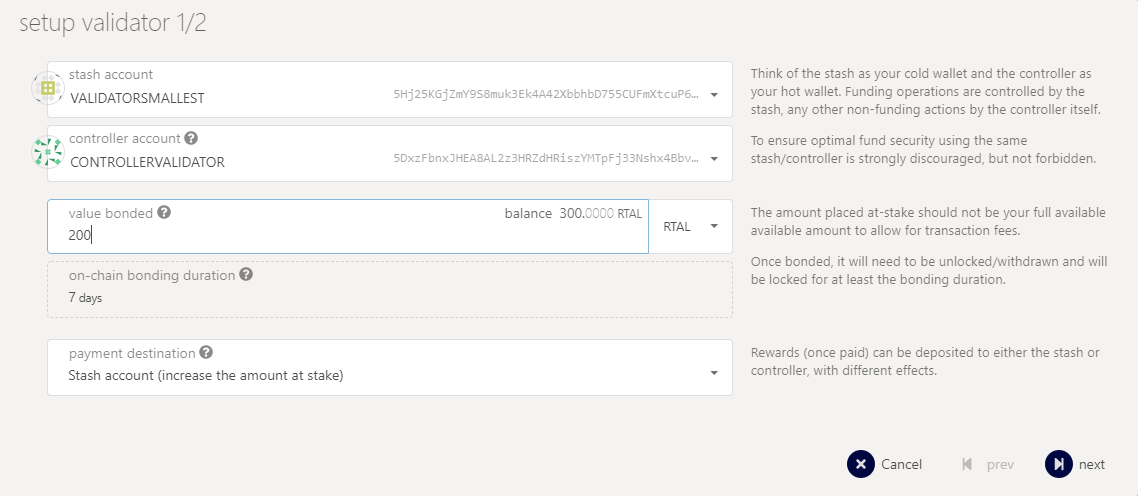 setup validator 1/2
stash account
VALIDATORSMALLEST
5Hj25KGjZmY9S8muk3Ek4A42XbbhbD755CUFmXtcuP6…
Think of the stash as your cold wallet and the controller as
your hot wallet. Funding operations are controlled by the
stash, any other non-funding actions by the controller itself.
controller account
CONTROLLERVALIDATOR
5DxzFbnxJHEA8AL2z3HRZdHRiszYMTpFj33Nshx4Bbv…
To ensure optimal fund security using the same
stash/controller is strongly discouraged, but not forbidden.
value bonded
balance 300.0000 RTAL
200
RTAL
The amount placed at-stake should not be your full available
available amount to allow for transaction fees.
on-chain bonding duration
7 days
Once bonded, it will need to be unlocked/withdrawn and will
be locked for at least the bonding duration.
payment destination
Stash account (increase the amount at stake)
Rewards (once paid) can be deposited to either the stash or
controller, with different effects.
Cancel
prev
next